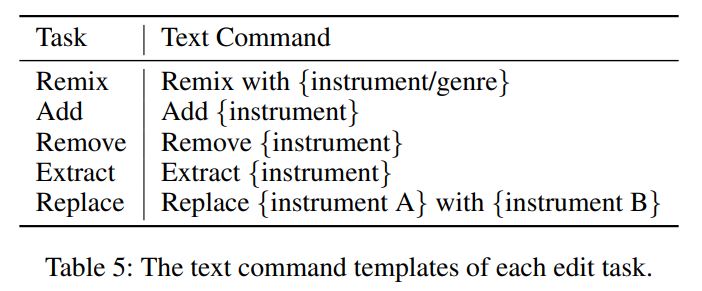 Task Text Command
Remix Remix with {instrument/genre}
Add Add {instrument}
Remove Remove {instrument}
Extract Extract {instrument}
Replace Replace {instrument A} with {instrument B}
Table 5: The text command templates of each edit task.